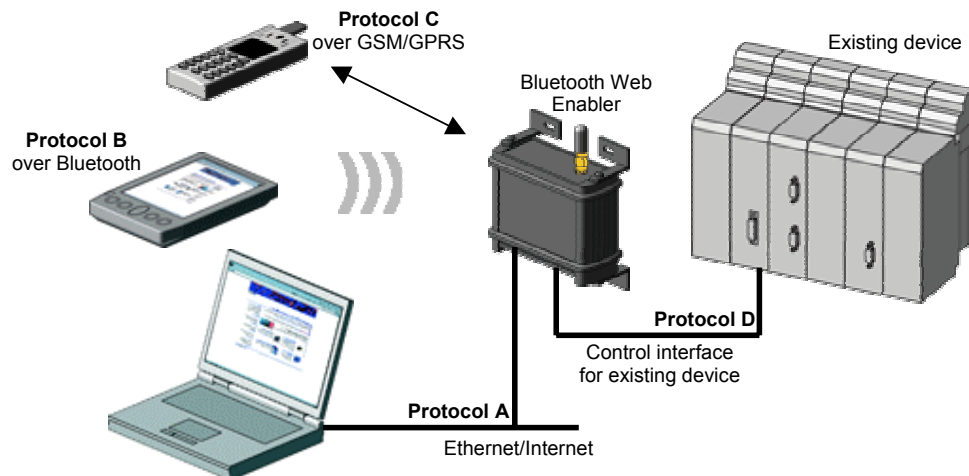 Protocol C
over GSM/GPRS
Existing device
Bluetooth Web
Enabler
Protocol B
over Bluetooth
Protocol D
Control interface
for existing device
Protocol A
Ethernet/Internet